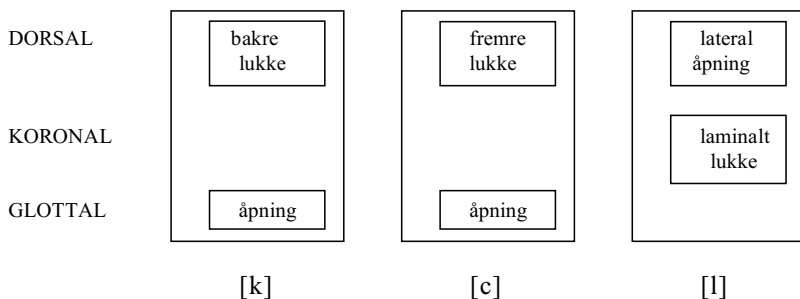 DORSAL bakre fremre lateral
lukke lukke åpning
KORONAL laminalt
lukke
GLOTTAL åpning åpning
[k] [c] [l]